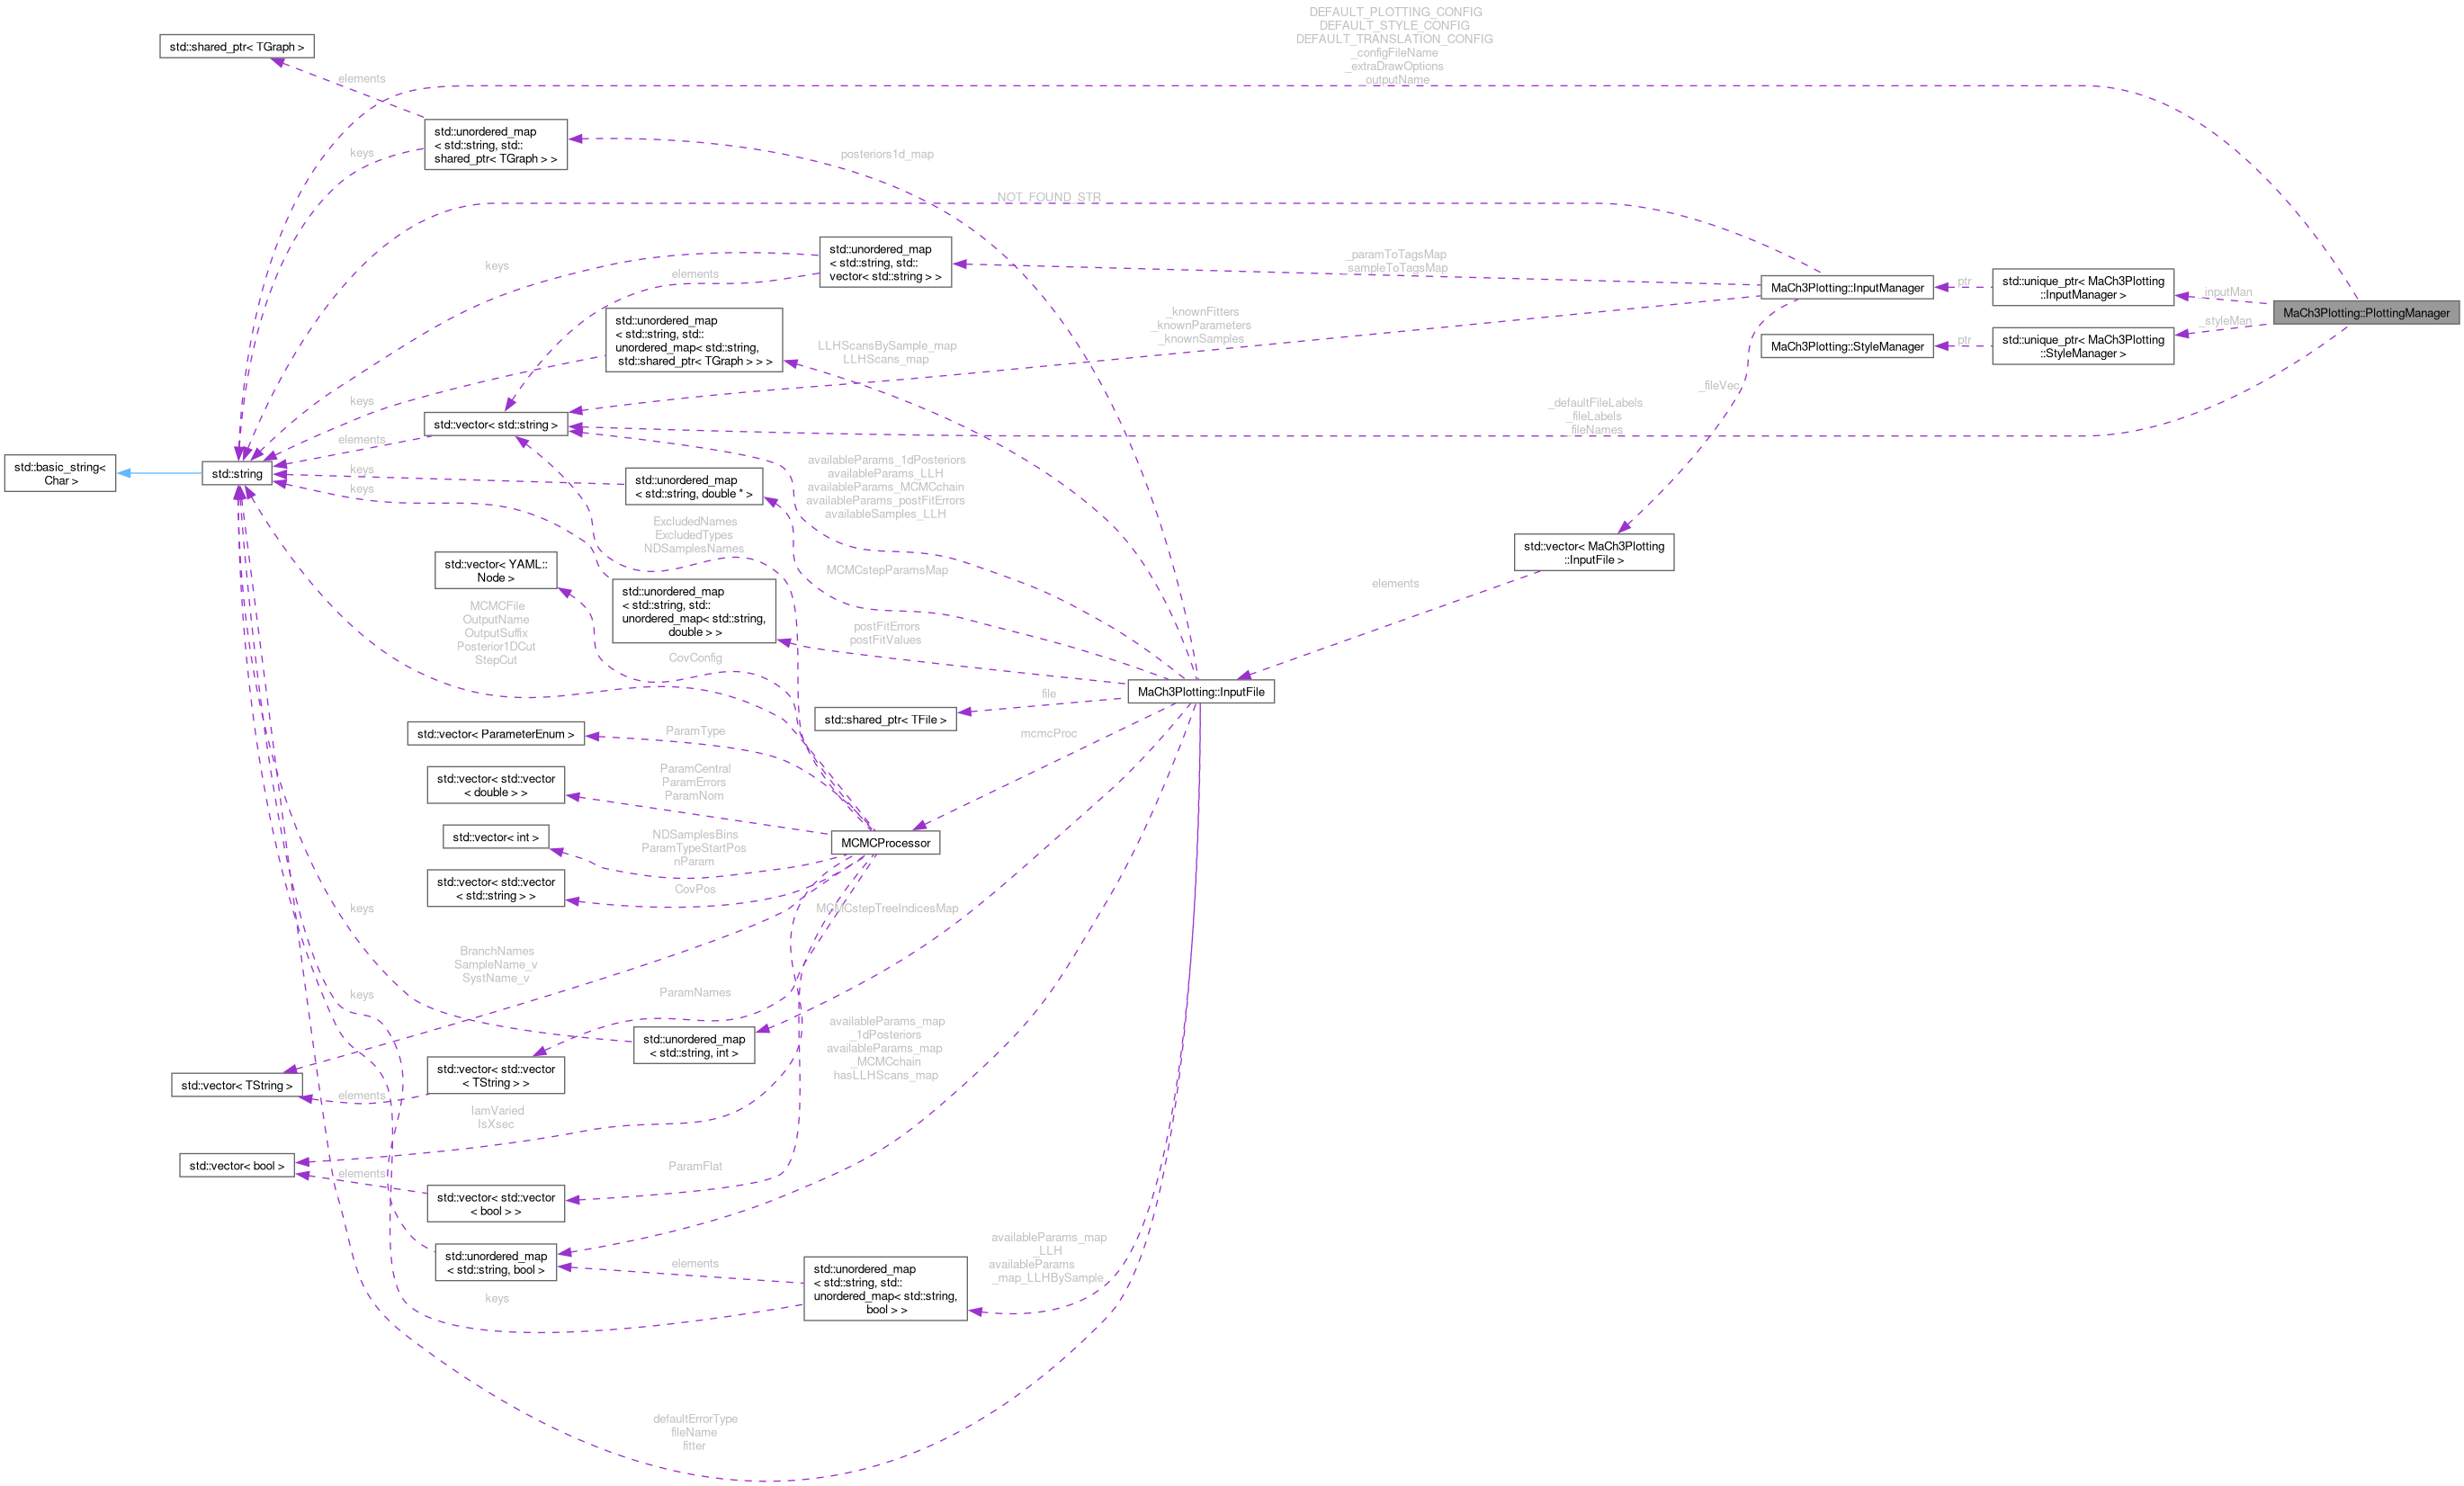 DEFAULT_PLOTTING_CONFIG
DEFAULT_STYLE_CONFIG
DEFAULT_TRANSLATION_CONFIG
_configFileName
_extraDrawOptions
_outputName
std::shared_ptr< TGraph >
elements
std::unordered_map
< std::string, std::
shared_ptr< TGraph > >
keys
posteriors1d_map
NOT_FOUND_STR
std::unordered_map
< std::string, std::
vector< std::string > >
keys
elements
_paramToTagsMap
_sampleToTagsMap
MaCh3Plotting::InputManager
ptr
std::unique_ptr< MaCh3Plotting
::InputManager >
_inputMan
MaCh3Plotting::PlottingManager
_styleMan
std::unique_ptr< MaCh3Plotting
::StyleManager >
ptr
MaCh3Plotting::StyleManager
std::unordered_map
< std::string, std::
unordered_map< std::string,
std::shared_ptr< TGraph > > >
_knownFitters
_knownParameters
_knownSamples
LLHScansBySample_map
LLHScans_map
keys
_fileVec
_defaultFileLabels
_fileLabels
_fileNames
std::vector< std::string >
elements
std::basic_string<
Char >
std::string
keys
keys
std::unordered_map
< std::string, double * >
availableParams_1dPosteriors
availableParams_LLH
availableParams_MCMCchain
availableParams_postFitErrors
availableSamples_LLH
ExcludedNames
ExcludedTypes
NDSamplesNames
std::vector< MaCh3Plotting
::InputFile >
elements
std::vector< YAML::
Node >
MCMCstepParamsMap
std::unordered_map
< std::string, std::
unordered_map< std::string,
double > >
MCMCFile
OutputName
OutputSuffix
Posterior1DCut
StepCut
postFitErrors
postFitValues
CovConfig
MaCh3Plotting::InputFile
file
std::shared_ptr< TFile >
std::vector< ParameterEnum >
ParamType
mcmcProc
std::vector< std::vector
< double > >
ParamCentral
ParamErrors
ParamNom
std::vector< int >
NDSamplesBins
ParamTypeStartPos
nParam
MCMCProcessor
std::vector< std::vector
< std::string > >
CovPos
keys
MCMCstepTreeIndicesMap
BranchNames
SampleName_v
SystName_v
keys
ParamNames
std::unordered_map
< std::string, int >
availableParams_map
_1dPosteriors
availableParams_map
_MCMCchain
hasLLHScans_map
std::vector< TString >
elements
std::vector< std::vector
< TString > >
IamVaried
IsXsec
std::vector< bool >
elements
ParamFlat
std::vector< std::vector
< bool > >
std::unordered_map
< std::string, bool >
elements
keys
std::unordered_map
< std::string, std::
unordered_map< std::string,
bool > >
availableParams_map
_LLH
availableParams
_map_LLHBySample
defaultErrorType
fileName
fitter